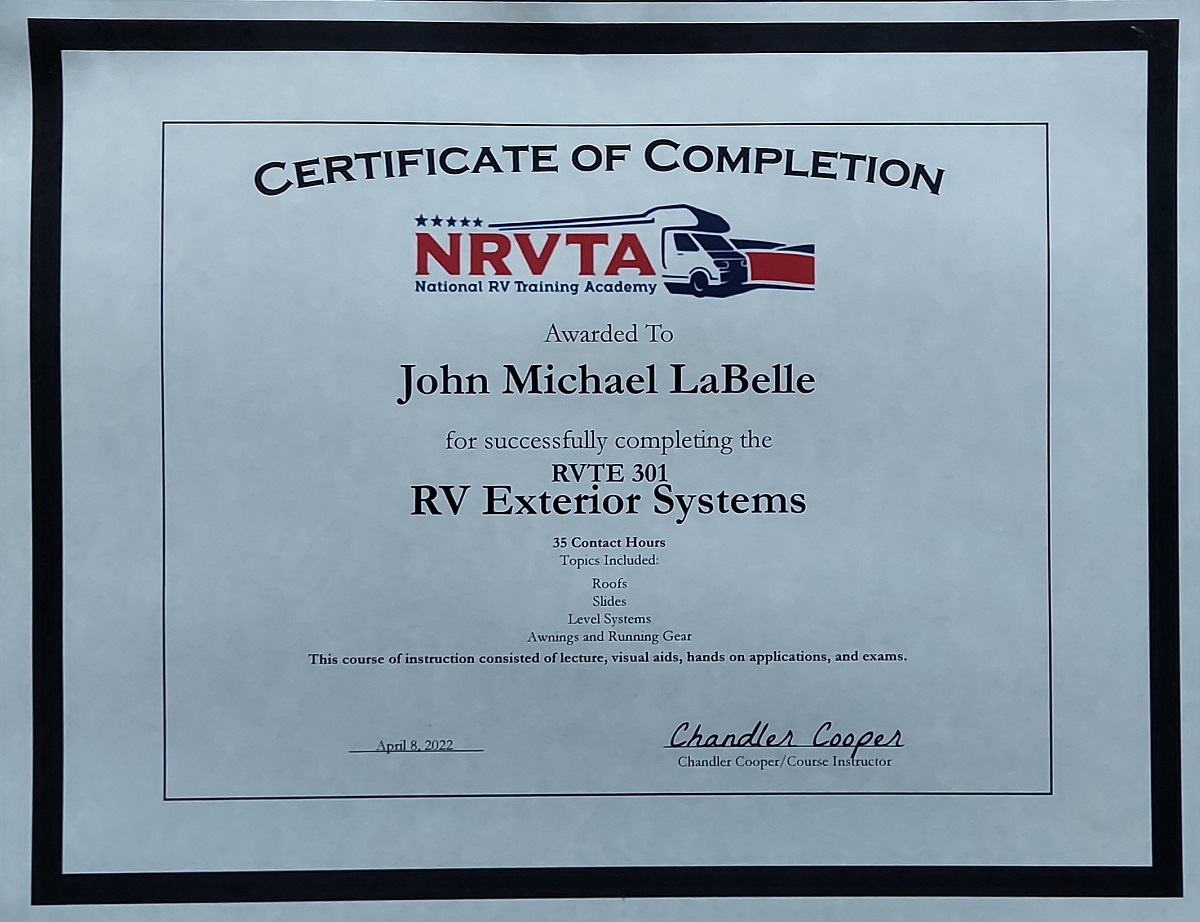 CERTIFICATE OF COMPLETION
NRVTA
National RV Training Academy
Awarded To
John Michael LaBelle
for successfully completing the
RVTE 301
RV Exterior Systems
35 Contact Hours
Topics Included:
Roofs
Slides
Level Systems
Awnings and Running Gear
This course of instruction consisted of lecture, visual aids, hands on applications, and exams.
April 8, 2022
Chandler Cooper
Chandler Cooper/Course Instructor